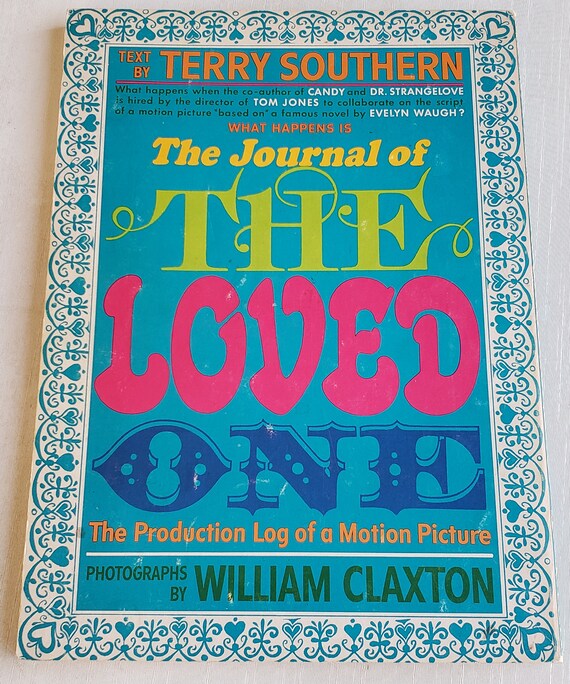 TEXT BY TERRY SOUTHERN
What happens when the co-author of CANDY and DR. STRANGELOVE
is hired by the director of TOM JONES to collaborate on the script
of a motion picture "based on" a famous novel by EVELYN WAUGH?
WHAT HAPPENS IS
The Journal of
THE
LOVED
ONE
The Production Log of a Motion Picture
PHOTOGRAPHS BY WILLIAM CLAXTON